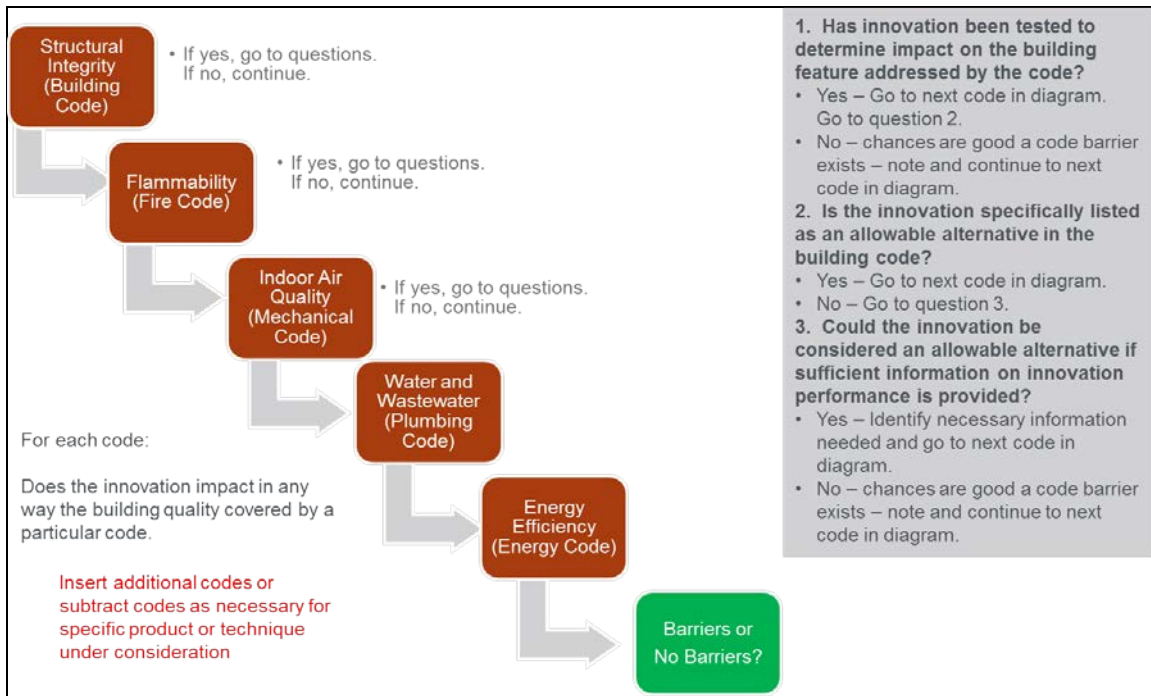 Structural
Integrity
(Building
Code)
• If yes, go to questions.
If no, continue.
Flammability
(Fire Code)
• If yes, go to questions.
If no, continue.
Indoor Air
Quality
(Mechanical
Code)
• If yes, go to questions.
If no, continue.
Water and
Wastewater
(Plumbing
Code)
Energy
Efficiency
(Energy Code)
Barriers or
No Barriers?
For each code:
Does the innovation impact in any
way the building quality covered by a
particular code.
Insert additional codes or
subtract codes as necessary for
specific product or technique
under consideration
1. Has innovation been tested to
determine impact on the building
feature addressed by the code?
• Yes – Go to next code in diagram.
Go to question 2.
• No – chances are good a code barrier
exists – note and continue to next
code in diagram.
2. Is the innovation specifically listed
as an allowable alternative in the
building code?
• Yes – Go to next code in diagram.
• No – Go to question 3.
3. Could the innovation be
considered an allowable alternative if
sufficient information on innovation
performance is provided?
• Yes – Identify necessary information
needed and go to next code in
diagram.
• No – chances are good a code barrier
exists – note and continue to next
code in diagram.